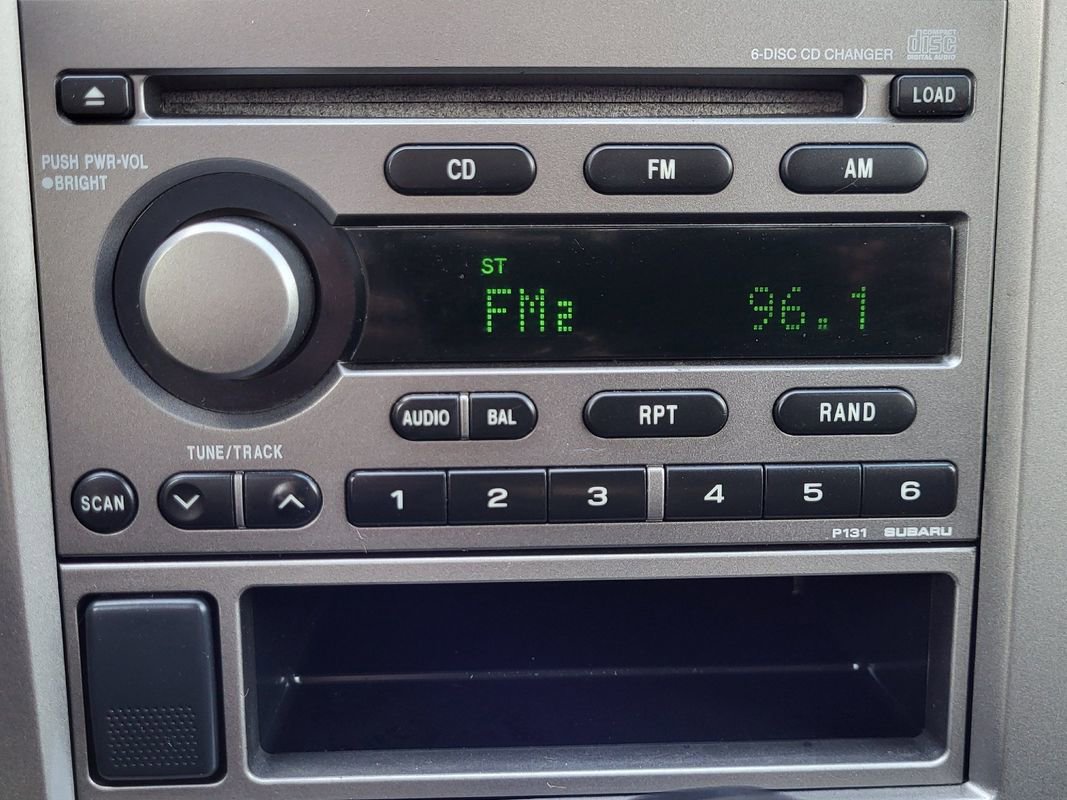 6-DISC CD CHANGER
COMPACT
disc
DIGITAL AUDIO
LOAD
CD FM AM
PUSH PWR-VOL
●BRIGHT
ST
FM2 96.1
AUDIO BAL RPT RAND
TUNE/TRACK
SCAN 1 2 3 4 5 6
P131 SUBARU